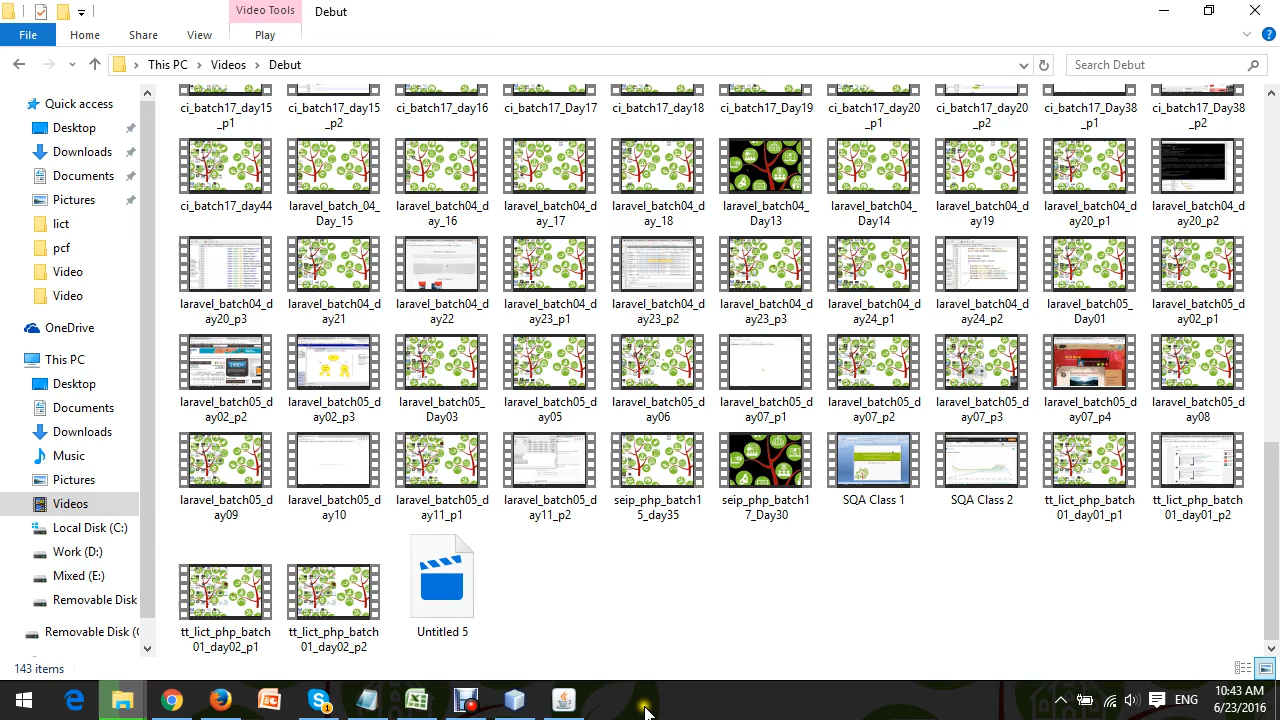 Video Tools
Debut
File
Home
Share
View
Play
This PC
Videos
Debut
Search Debut
Quick access
Desktop
Downloads
Documents
Pictures
lict
pcf
Video
Video
OneDrive
This PC
Desktop
Documents
Downloads
Music
Pictures
Videos
Local Disk (C:)
Work (D:)
Mixed (E:)
Removable Disk
Removable Disk (
ci_batch17_day15
_p1
ci_batch17_day15
_p2
ci_batch17_day16
ci_batch17_Day17
ci_batch17_day18
ci_batch17_Day19
ci_batch17_day20
_p1
ci_batch17_day20
_p2
ci_batch17_Day38
_p1
ci_batch17_Day38
_p2
ci_batch17_day44
laravel_batch_04_
Day_15
laravel_batch04_d
ay_16
laravel_batch04_d
ay_17
laravel_batch04_d
ay_18
laravel_batch04_
Day13
laravel_batch04_
Day14
laravel_batch04_d
ay19
laravel_batch04_d
ay20_p1
laravel_batch04_d
ay20_p2
laravel_batch04_d
ay20_p3
laravel_batch04_d
ay21
laravel_batch04_d
ay22
laravel_batch04_d
ay23_p1
laravel_batch04_d
ay23_p2
laravel_batch04_d
ay23_p3
laravel_batch04_d
ay24_p1
laravel_batch04_d
ay24_p2
laravel_batch05_
Day01
laravel_batch05_d
ay02_p1
laravel_batch05_d
ay02_p2
laravel_batch05_d
ay02_p3
laravel_batch05_
Day03
laravel_batch05_d
ay05
laravel_batch05_d
ay06
laravel_batch05_d
ay07_p1
laravel_batch05_d
ay07_p2
laravel_batch05_d
ay07_p3
laravel_batch05_d
ay07_p4
laravel_batch05_d
ay08
laravel_batch05_d
ay09
laravel_batch05_d
ay10
laravel_batch05_d
ay11_p1
laravel_batch05_d
ay11_p2
seip_php_batch1
5_day35
seip_php_batch1
7_Day30
SQA Class 1
SQA Class 2
tt_lict_php_batch
01_day01_p1
tt_lict_php_batch
01_day01_p2
tt_lict_php_batch
01_day02_p1
tt_lict_php_batch
01_day02_p2
Untitled 5
143 items
ENG
10:43 AM
6/23/2016